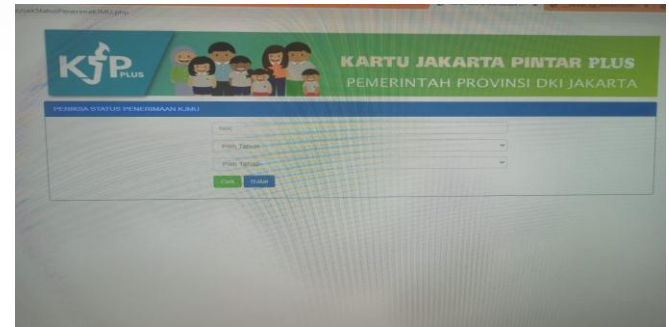 KJP PLUS
KARTU JAKARTA PINTAR PLUS
PEMERINTAH PROVINSI DKI JAKARTA
PERIKSA STATUS PENERIMAAN KJMU
NIK
Pilih Tahun
Pilih Tahap
Cek